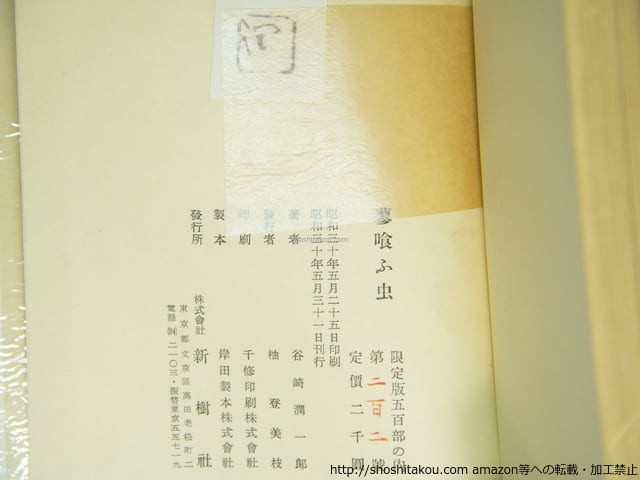 蓼喰ふ虫
限定版五百部の内
第二百二號
定價二千圓
昭和三十年五月二十五日印刷
昭和三十年五月三十一日刊行
著者 谷崎潤一郎
發行者 柚登美枝
印刷 千修印刷株式會社
製本 岸田製本株式會社
發行所 株式會社 新樹社
東京都文京區高田老松町二
電話(94)二一〇三・振替東京五五七一九
shoshitakou.com
http://shoshitakou.com amazon等への転載・加工禁止